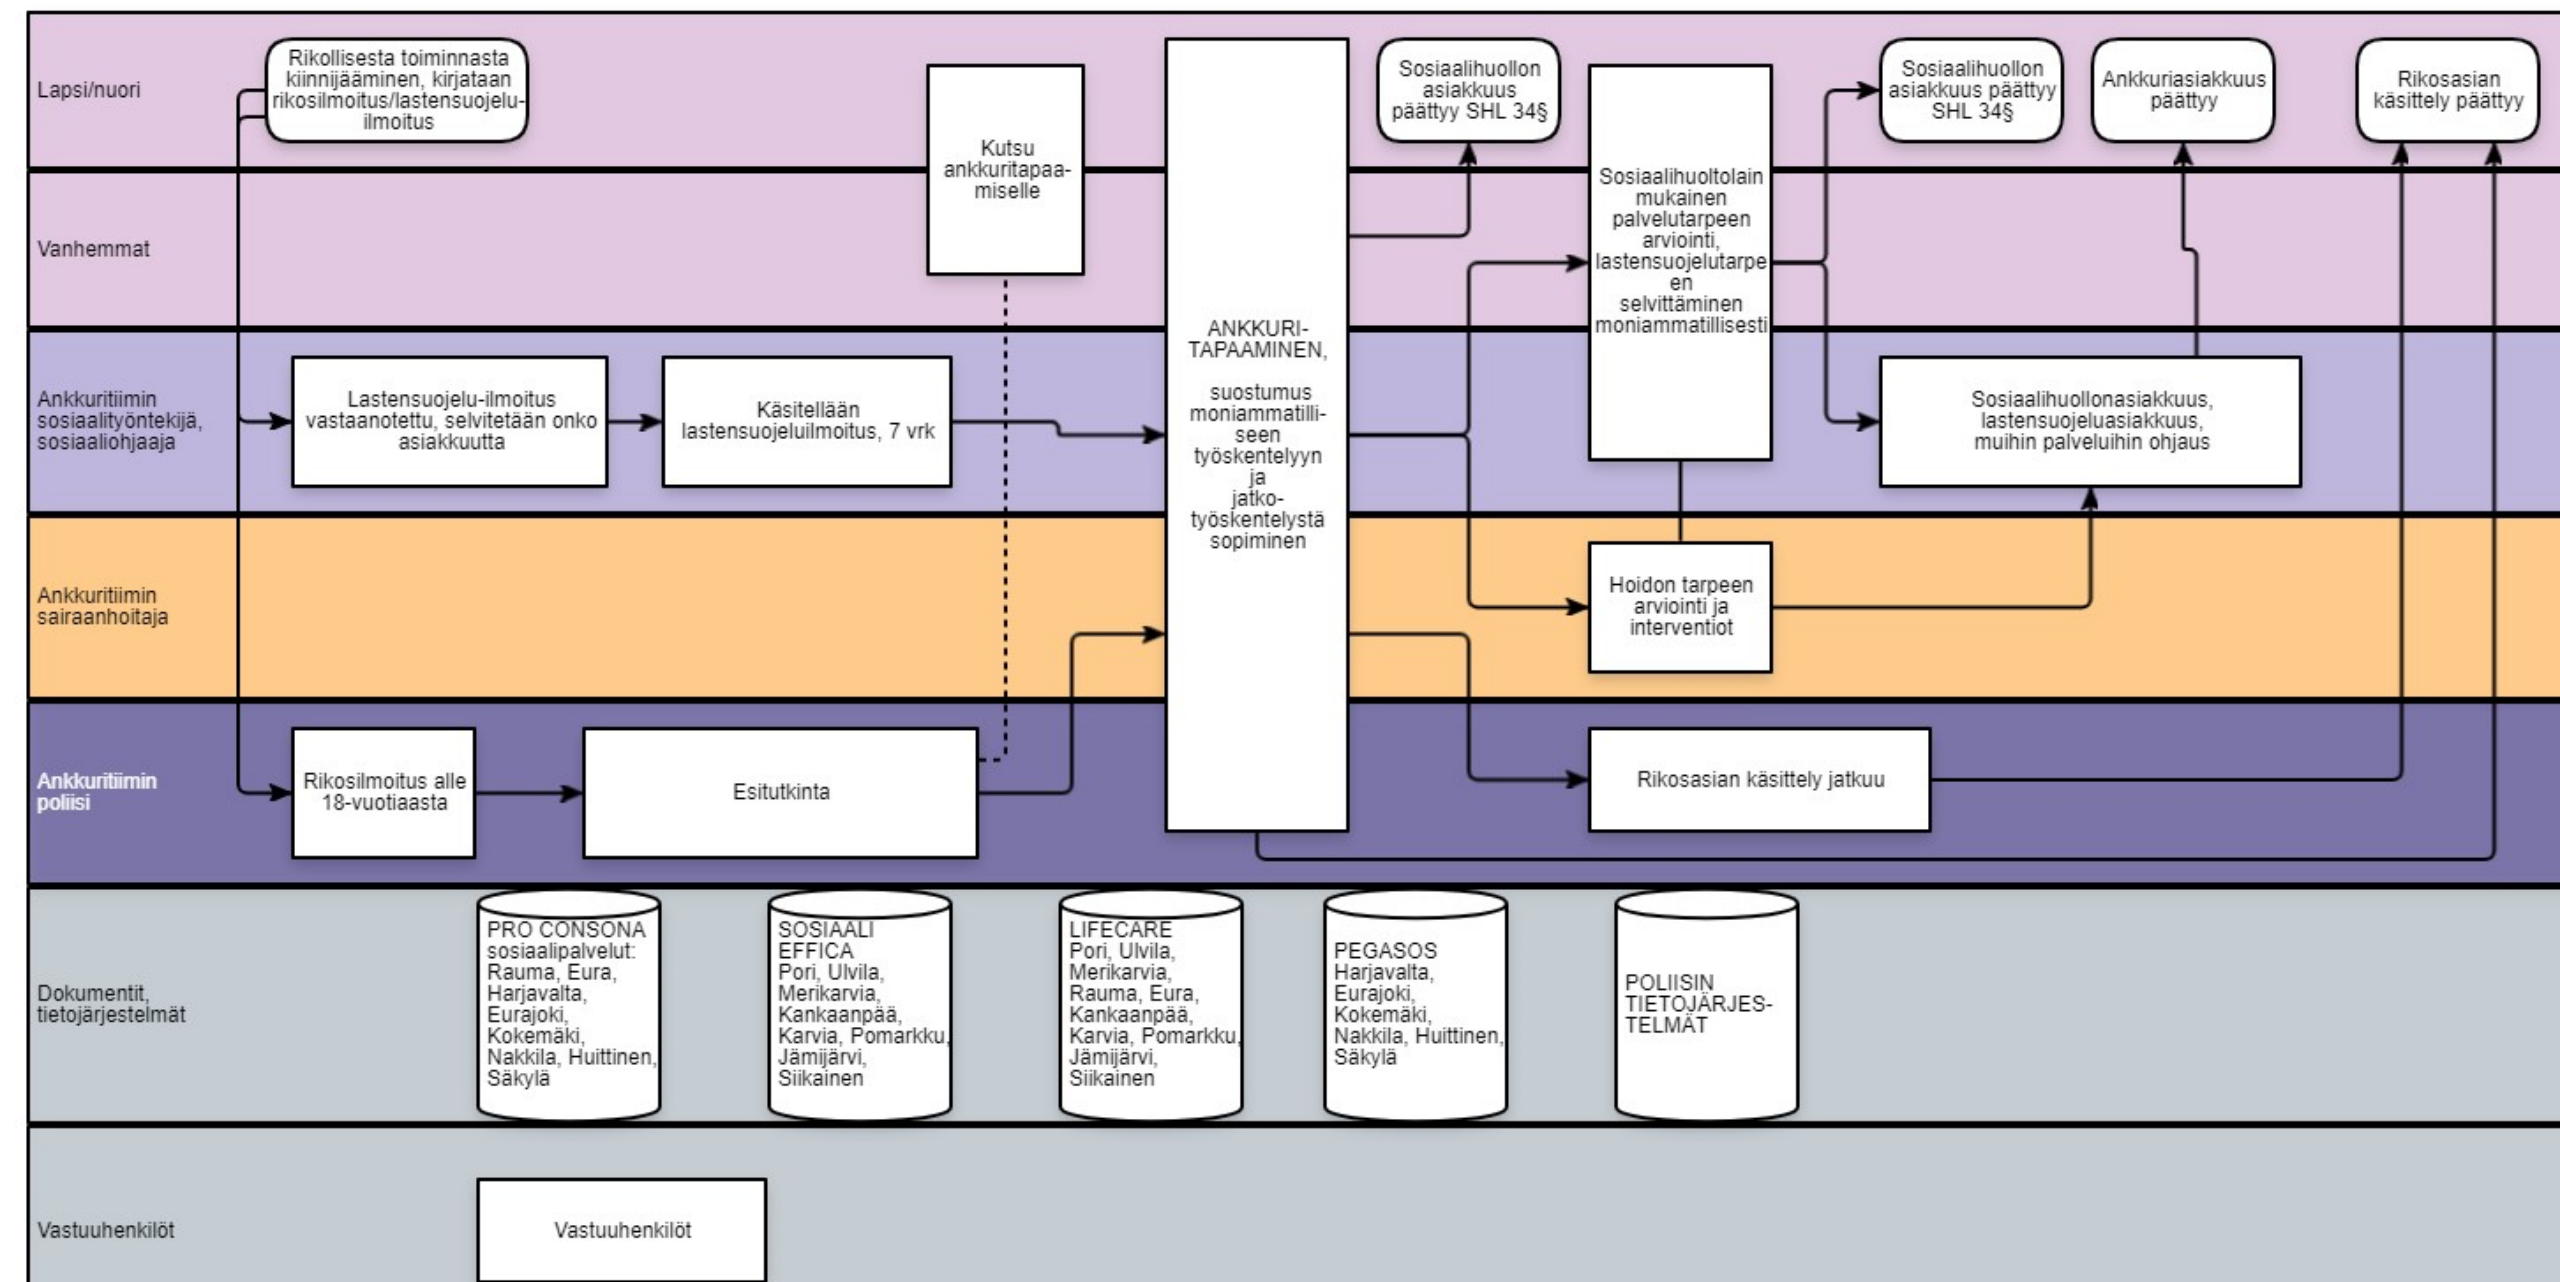 Lapsi/nuori
Rikollisesta toiminnasta
kiinnijääminen, kirjataan
rikosilmoitus/lastensuojelu-
ilmoitus
Kutsu
ankkuritapaa-
miselle
Sosiaalihuollon
asiakkuus
päättyy SHL 34§
Sosiaalihuollon
asiakkuus päättyy
SHL 34§
Ankkuriasiakkuus
päättyy
Rikosasian
käsittely päättyy
Vanhemmat
Sosiaalihuoltolain
mukainen
palvelutarpeen
arviointi,
lastensuojelutarpe
en
selvittäminen
moniammatillisesti
ANKKURI-
TAPAAMINEN,
suostumus
moniammatilli-
seen
työskentelyyn
ja
jatko-
työskentelystä
sopiminen
Ankkuritiimin
sosiaalityöntekijä,
sosiaaliohjaaja
Lastensuojelu-ilmoitus
vastaanotettu, selvitetään onko
asiakkuutta
Käsitellään
lastensuojeluilmoitus, 7 vrk
Sosiaalihuollonasiakkuus,
lastensuojeluasiakkuus,
muihin palveluihin ohjaus
Ankkuritiimin
sairaanhoitaja
Hoidon tarpeen
arviointi ja
interventiot
Ankkuritiimin
poliisi
Rikosilmoitus alle
18-vuotiaasta
Esitutkinta
Rikosasian käsittely jatkuu
Dokumentit,
tietojärjestelmät
PRO CONSONA
sosiaalipalvelut:
Rauma, Eura,
Harjavalta,
Eurajoki,
Kokemäki,
Nakkila, Huittinen,
Säkylä
SOSIAALI
EFFICA
Pori, Ulvila,
Merikarvia,
Kankaanpää,
Karvia, Pomarkku,
Jämijärvi,
Siikainen
LIFECARE
Pori, Ulvila,
Merikarvia,
Rauma, Eura,
Kankaanpää,
Karvia, Pomarkku,
Jämijärvi,
Siikainen
PEGASOS
Harjavalta,
Eurajoki,
Kokemäki,
Nakkila, Huittinen,
Säkylä
POLIISIN
TIETOJÄRJES-
TELMÄT
Vastuuhenkilöt
Vastuuhenkilöt